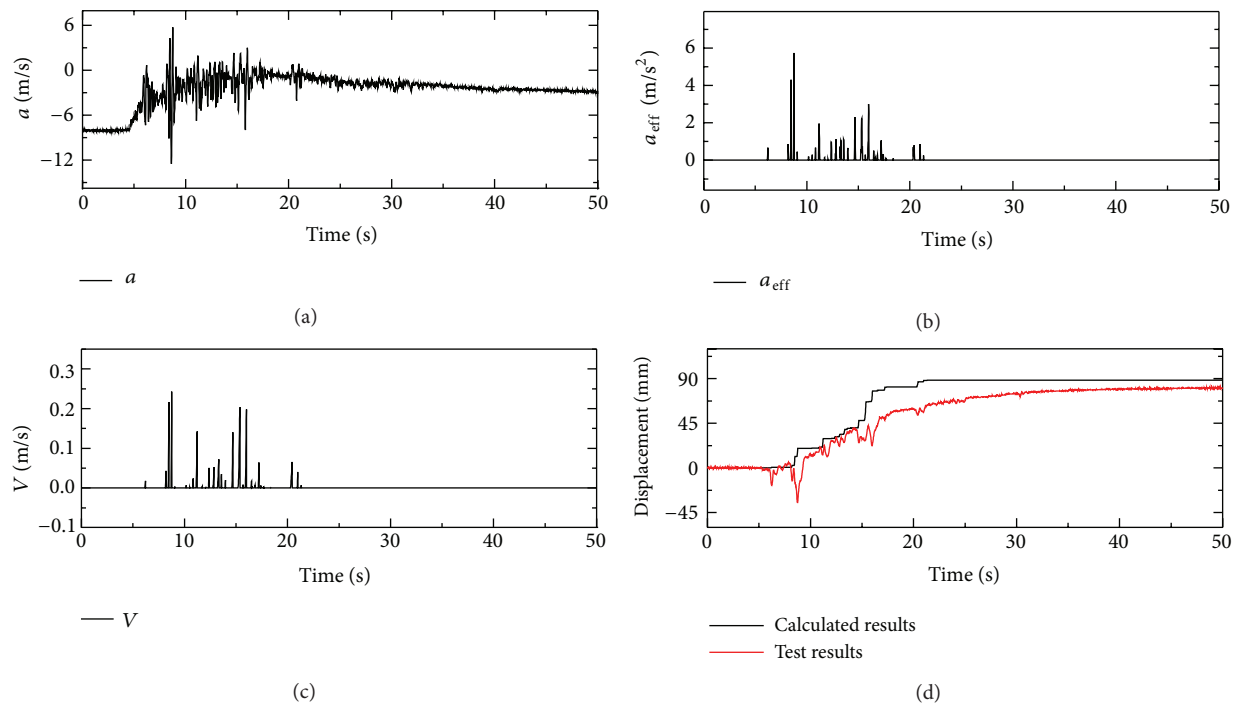 6
0
−6
−12
a (m/s)
0 10 20 30 40 50
Time (s)
a
(a)
6
4
2
0
a_eff (m/s²)
0 10 20 30 40 50
Time (s)
a_eff
(b)
0.3
0.2
0.1
0.0
−0.1
V (m/s)
0 10 20 30 40 50
Time (s)
V
(c)
90
45
0
−45
Displacement (mm)
0 10 20 30 40 50
Time (s)
Calculated results
Test results
(d)